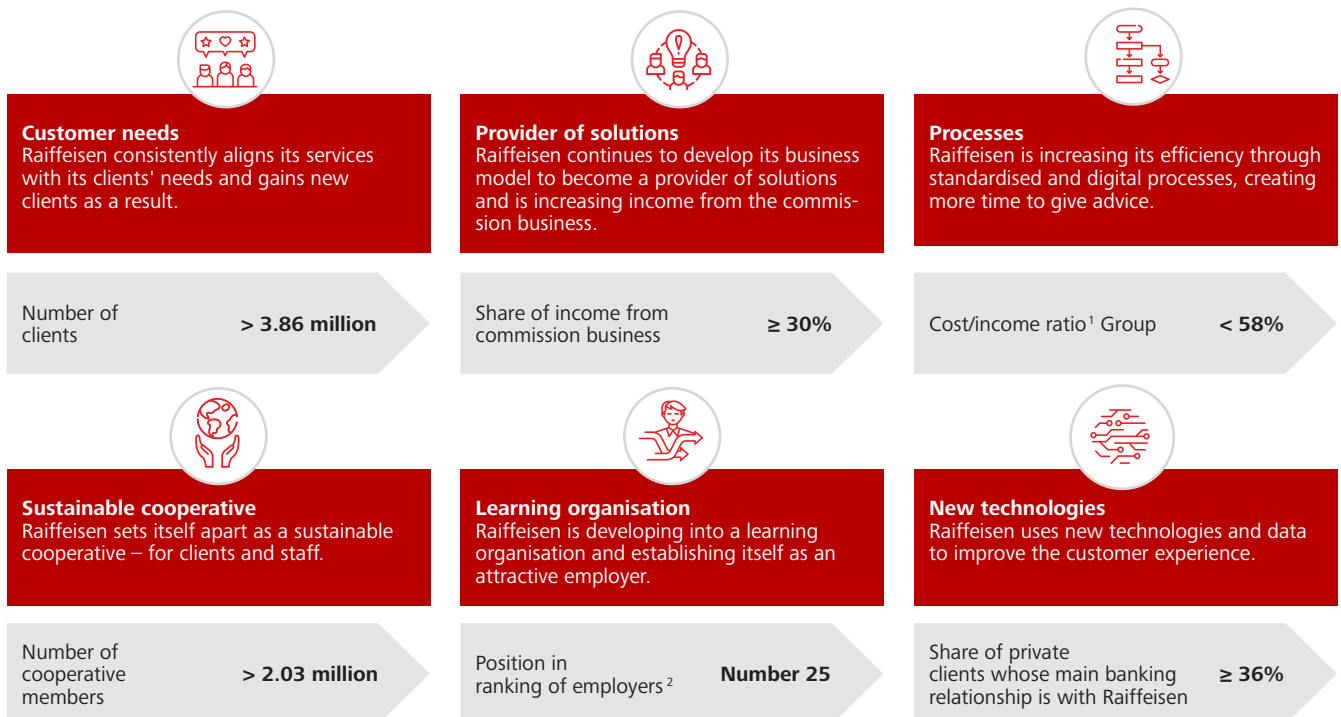 Customer needs
Raiffeisen consistently aligns its services
with its clients' needs and gains new
clients as a result.
Number of
clients
> 3.86 million
Provider of solutions
Raiffeisen continues to develop its business
model to become a provider of solutions
and is increasing income from the commis-
sion business.
Share of income from
commission business
≥ 30%
Processes
Raiffeisen is increasing its efficiency through
standardised and digital processes, creating
more time to give advice.
Cost/income ratio¹ Group
< 58%
Sustainable cooperative
Raiffeisen sets itself apart as a sustainable
cooperative – for clients and staff.
Number of
cooperative
members
> 2.03 million
Learning organisation
Raiffeisen is developing into a learning
organisation and establishing itself as an
attractive employer.
Position in
ranking of employers²
Number 25
New technologies
Raiffeisen uses new technologies and data
to improve the customer experience.
Share of private
clients whose main banking
relationship is with Raiffeisen
≥ 36%